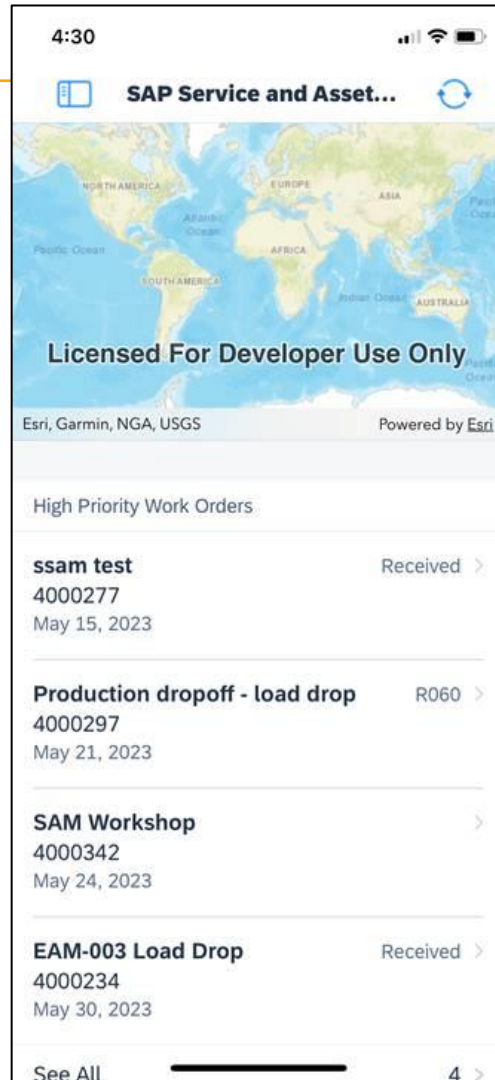 4:30
SAP Service and Asset...
NORTH AMERICA
EUROPE
ASIA
Atlantic
Ocean
Pacific Ocean
AFRICA
SOUTH AMERICA
Indian Ocean
AUSTRALIA
Licensed For Developer Use Only
Esri, Garmin, NGA, USGS
Powered by Esri
High Priority Work Orders
ssam test
Received
4000277
May 15, 2023
Production dropoff - load drop
R060
4000297
May 21, 2023
SAM Workshop
4000342
May 24, 2023
EAM-003 Load Drop
Received
4000234
May 30, 2023
See All
4